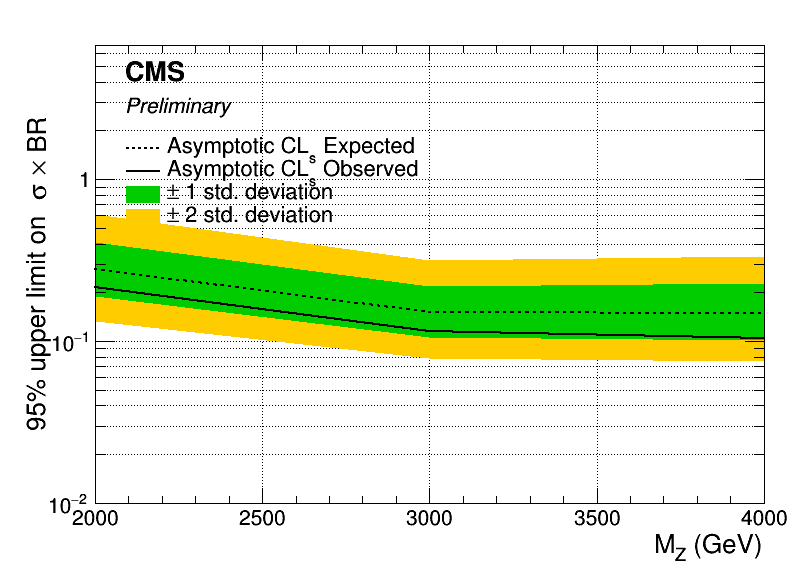 CMS
Preliminary
Asymptotic CLs Expected
Asymptotic CLs Observed
± 1 std. deviation
± 2 std. deviation
95% upper limit on σ × BR
1
10⁻¹
10⁻²
2000 2500 3000 3500 4000
M_Z (GeV)